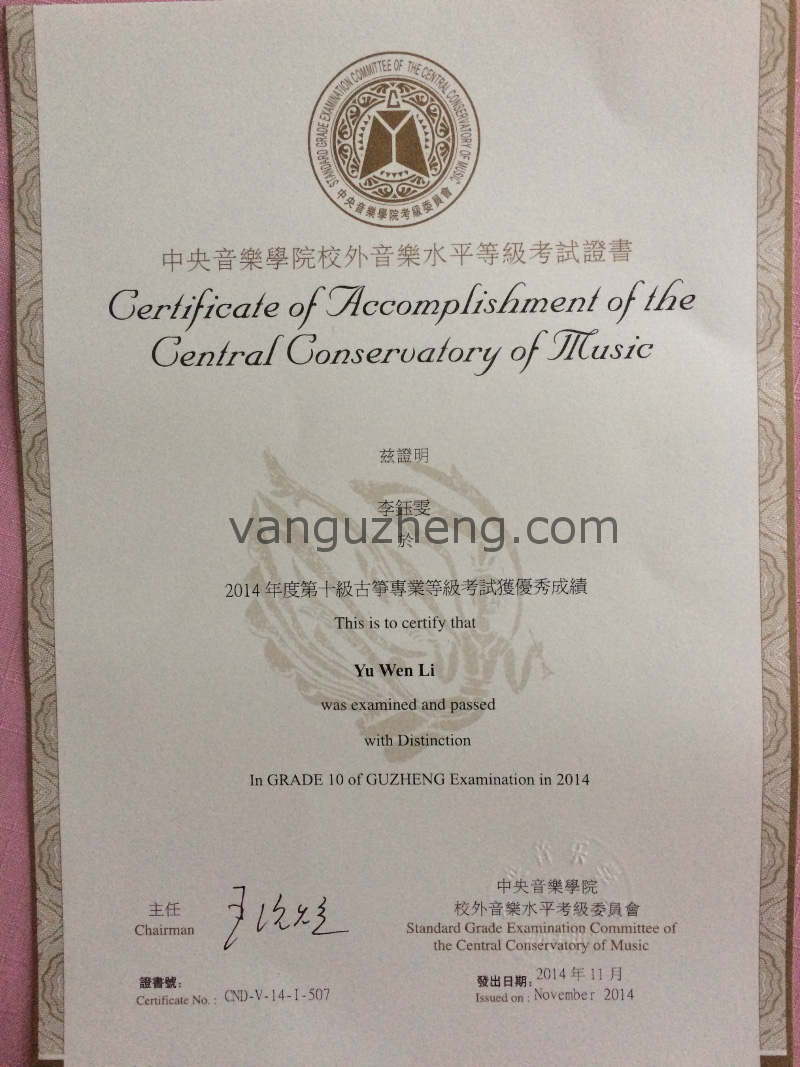 STANDARD GRADE EXAMINATION COMMITTEE OF THE CENTRAL CONSERVATORY OF MUSIC
中央音樂學院考級委員會
中央音樂學院校外音樂水平等級考試證書
Certificate of Accomplishment of the
Central Conservatory of Music
茲證明
李鈺雯
vanguzheng.com
於
2014 年度第十級古箏專業等級考試獲優秀成績
This is to certify that
Yu Wen Li
was examined and passed
with Distinction
In GRADE 10 of GUZHENG Examination in 2014
主任
Chairman
中央音樂學院
校外音樂水平考級委員會
Standard Grade Examination Committee of
the Central Conservatory of Music
證書號：
Certificate No. : CND-V-14-I-507
發出日期： 2014 年 11 月
Issued on : November 2014